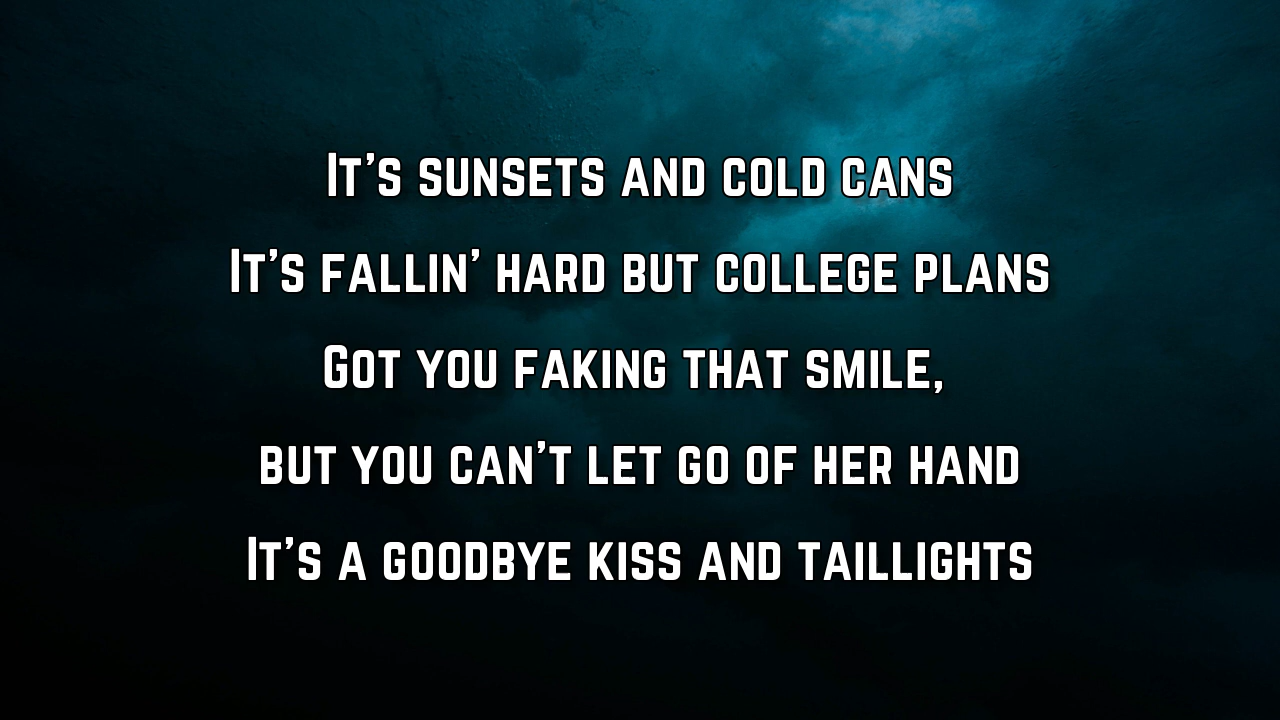 It's sunsets and cold cans
It's fallin' hard but college plans
Got you faking that smile,
but you can't let go of her hand
It's a goodbye kiss and taillights